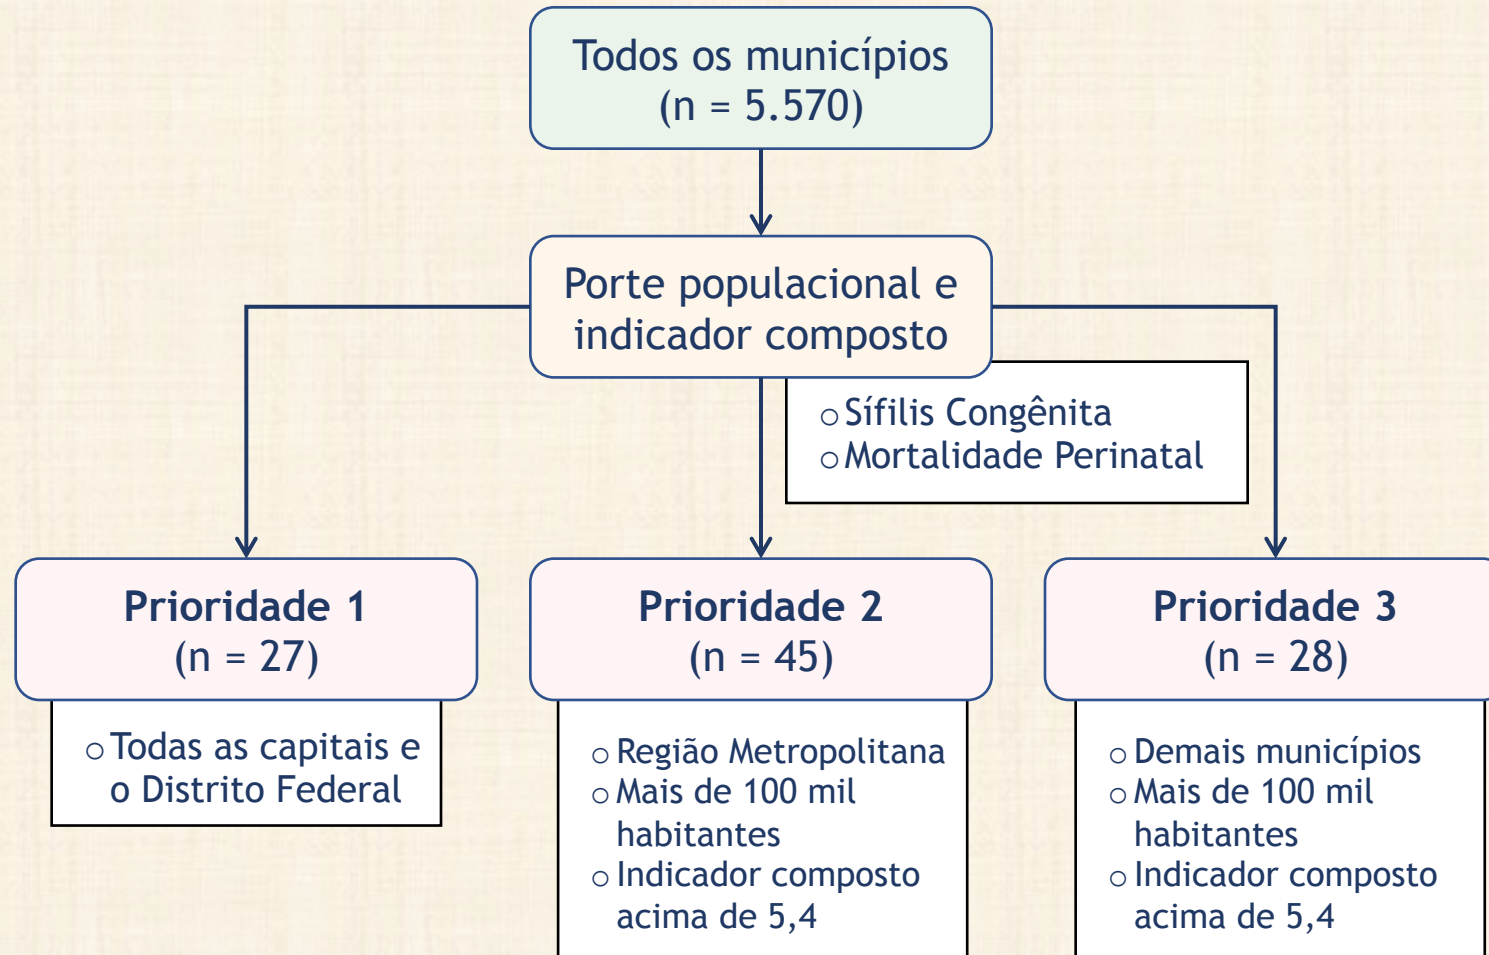 Todos os municípios
(n = 5.570)
Porte populacional e
indicador composto
○ Sífilis Congênita
○ Mortalidade Perinatal
Prioridade 1
(n = 27)
○ Todas as capitais e
o Distrito Federal
Prioridade 2
(n = 45)
○ Região Metropolitana
○ Mais de 100 mil
habitantes
○ Indicador composto
acima de 5,4
Prioridade 3
(n = 28)
○ Demais municípios
○ Mais de 100 mil
habitantes
○ Indicador composto
acima de 5,4